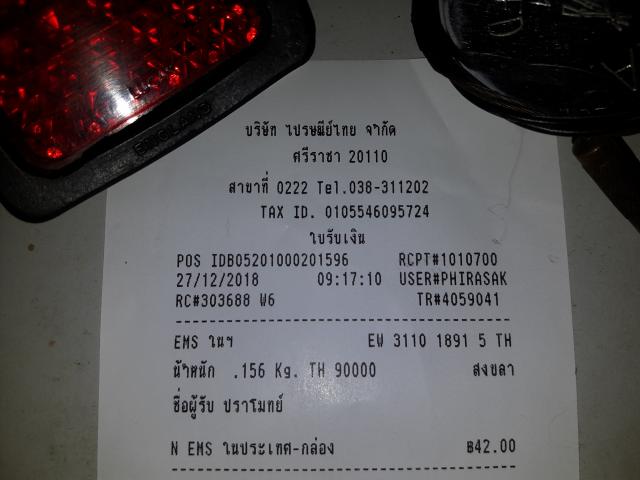 บริษัท ไปรษณีย์ไทย จำกัด
ศรีราชา 20110
สาขาที่ 0222 Tel.038-311202
TAX ID. 0105546095724
ใบรับเงิน
POS IDB05201000201596 RCPT#1010700
27/12/2018 09:17:10 USER#PHIRASAK
RC#303688 W6 TR#4059041
EMS ในฯ EW 3110 1891 5 TH
น้ำหนัก .156 Kg. TH 90000 สงขลา
ชื่อผู้รับ ปราโมทย์
N EMS ในประเทศ-กล่อง ฿42.00